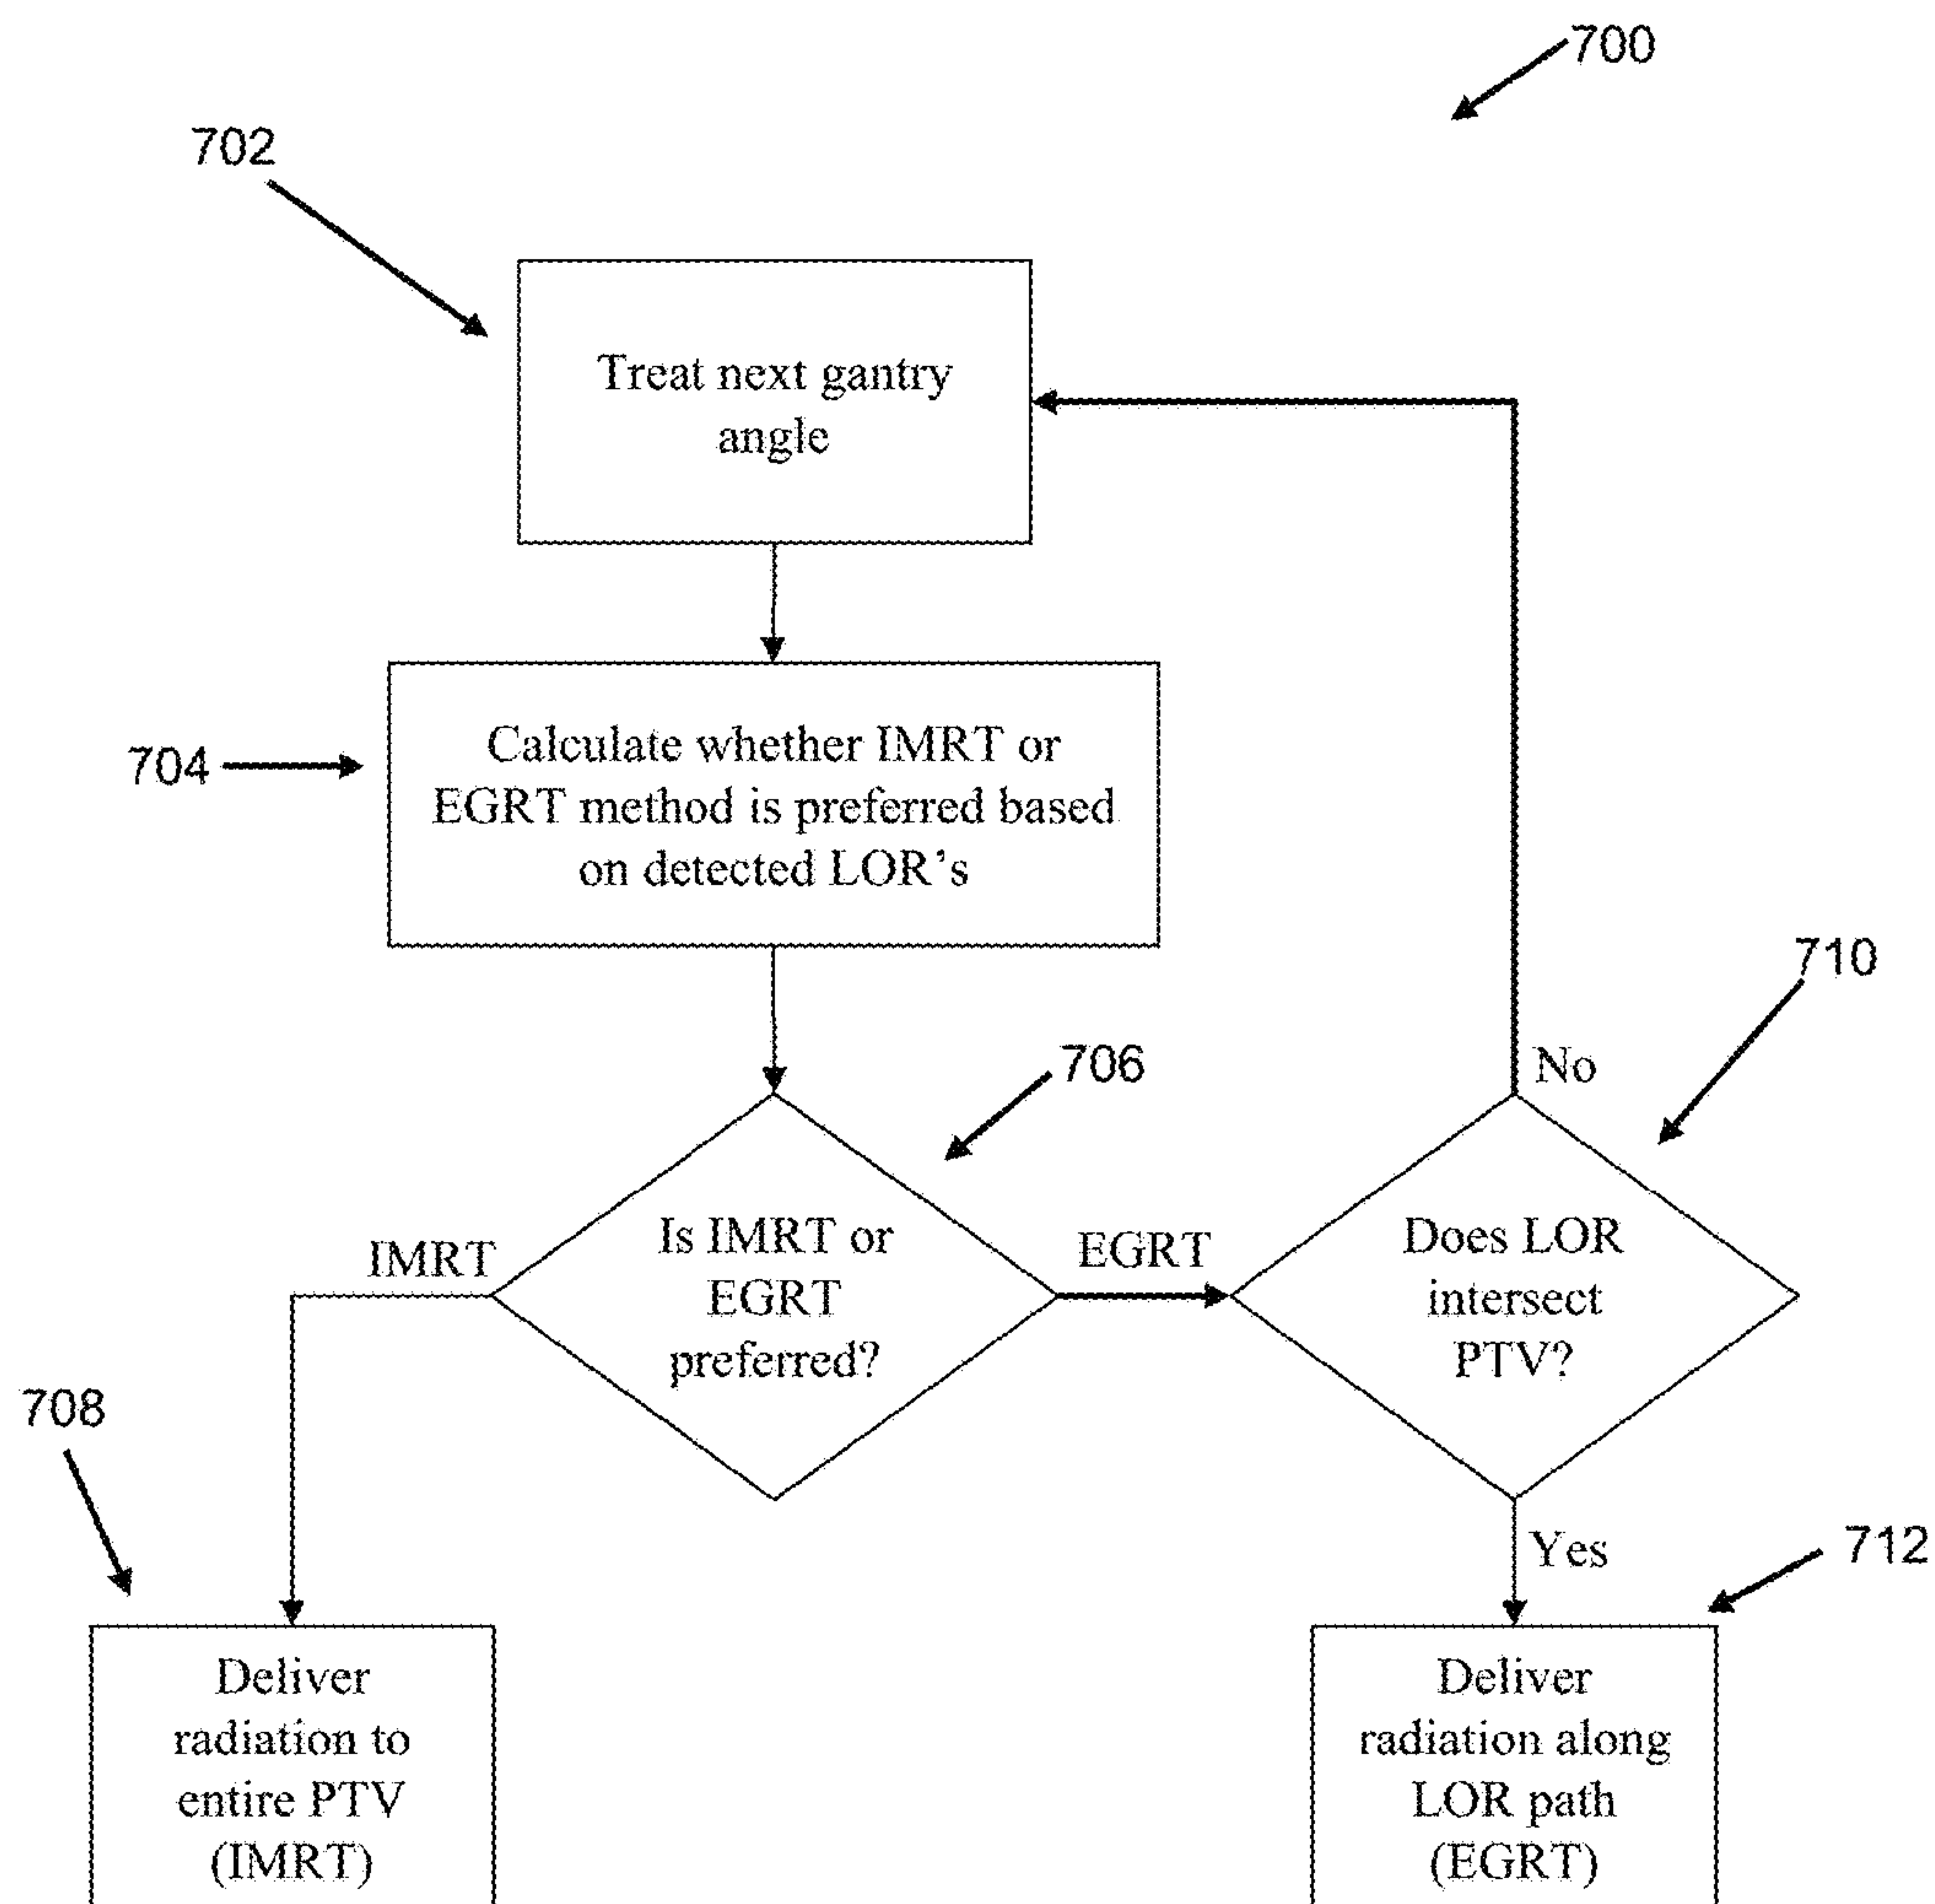 700
702
Treat next gantry
angle
704
Calculate whether IMRT or
EGRT method is preferred based
on detected LOR's
710
706
No
IMRT
Is IMRT or
EGRT
preferred?
EGRT
Does LOR
intersect
PTV?
708
Yes
712
Deliver
radiation to
entire PTV
(IMRT)
Deliver
radiation along
LOR path
(EGRT)